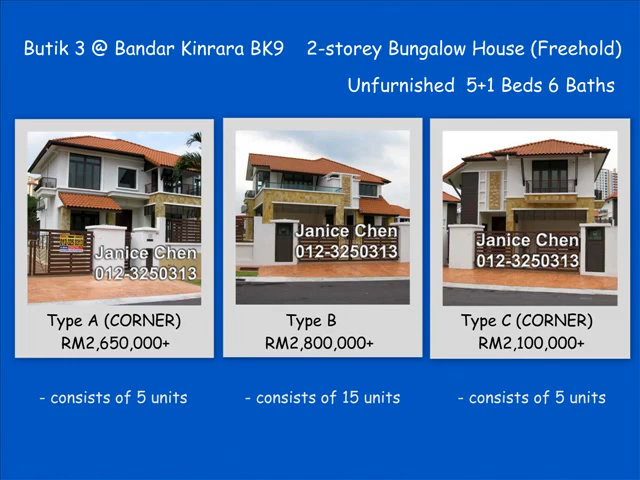 Butik 3 @ Bandar Kinrara BK9 2-storey Bungalow House (Freehold)
Unfurnished 5+1 Beds 6 Baths
Janice Chen
012-3250313
Janice Chen
012-3250313
Janice Chen
012-3250313
Type A (CORNER)
RM2,650,000+
Type B
RM2,800,000+
Type C (CORNER)
RM2,100,000+
- consists of 5 units
- consists of 15 units
- consists of 5 units